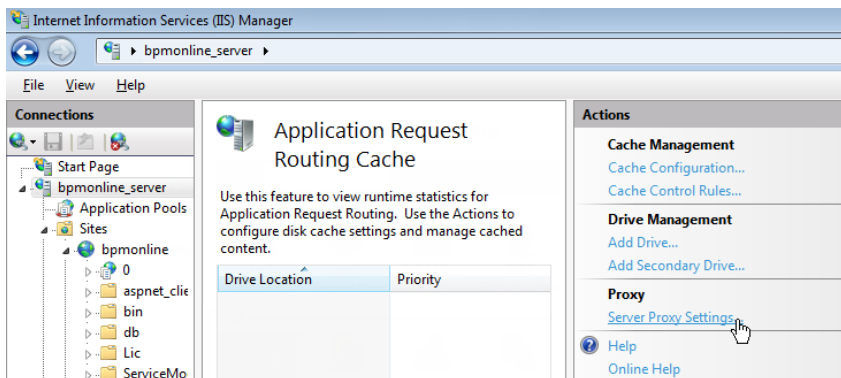 Internet Information Services (IIS) Manager
bpmonline_server
File View Help
Connections
Start Page
bpmonline_server
Application Pools
Sites
bpmonline
0
aspnet_clie
bin
db
Lic
ServiceMo
Application Request
Routing Cache
Use this feature to view runtime statistics for
Application Request Routing. Use the Actions to
configure disk cache settings and manage cached
content.
Drive Location Priority
Actions
Cache Management
Cache Configuration...
Cache Control Rules...
Drive Management
Add Drive...
Add Secondary Drive...
Proxy
Server Proxy Settings...
Help
Online Help